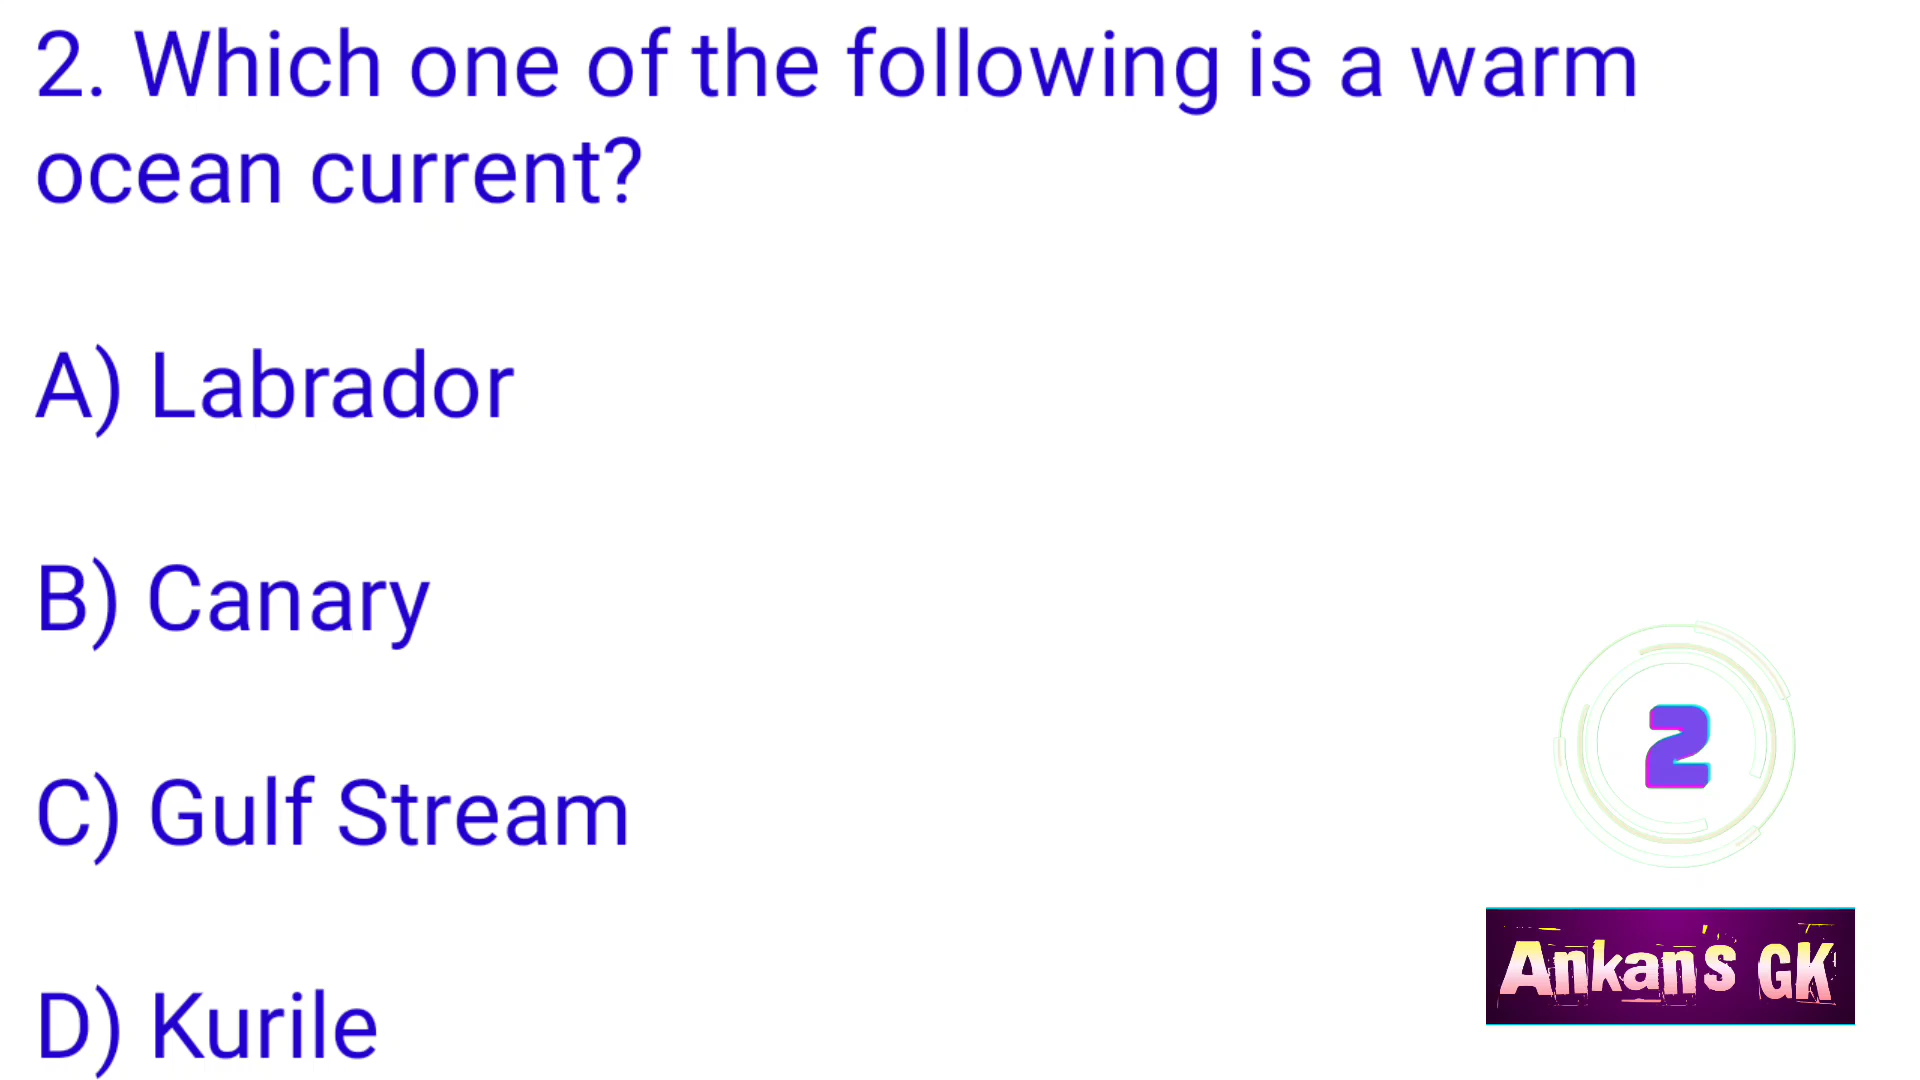 2. Which one of the following is a warm
ocean current?
A) Labrador
B) Canary
C) Gulf Stream
D) Kurile
2
Ankan's GK